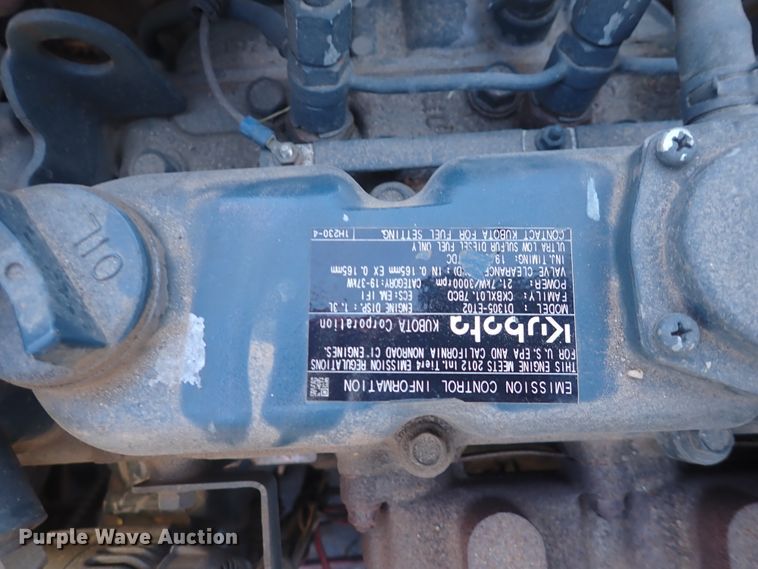 EMISSION CONTROL INFORMATION
THIS ENGINE MEETS 2012 Int. Tier4 EMISSION REGULATIONS
FOR U.S. EPA AND CALIFORNIA NONROAD CI ENGINES.
Kubota KUBOTA Corporation
MODEL: D1305-ET02 ENGINE DISP.: 1.3L
FAMILY: CKBXL01.7BCD ECS: EM, IFI
POWER: 21.7kW/3000rpm CATEGORY: 19-37kW
VALVE CLEARANCE IN 0.165mm EX 0.165mm
INJ. TIMING: 19 TDC
ULTRA LOW SULFUR DIESEL FUEL ONLY
CONTACT KUBOTA FOR FUEL SETTING. 1H230-4
OIL
Purple Wave Auction